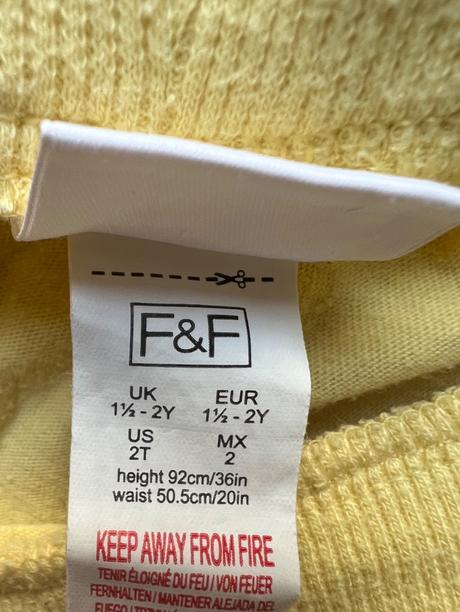 F&F
UK EUR
1½ - 2Y 1½ - 2Y
US MX
2T 2
height 92cm/36in
waist 50.5cm/20in
KEEP AWAY FROM FIRE
TENIR ÉLOIGNÉ DU FEU / VON FEUER
FERNHALTEN / MANTENER ALEJADA DEL
FUEGO /